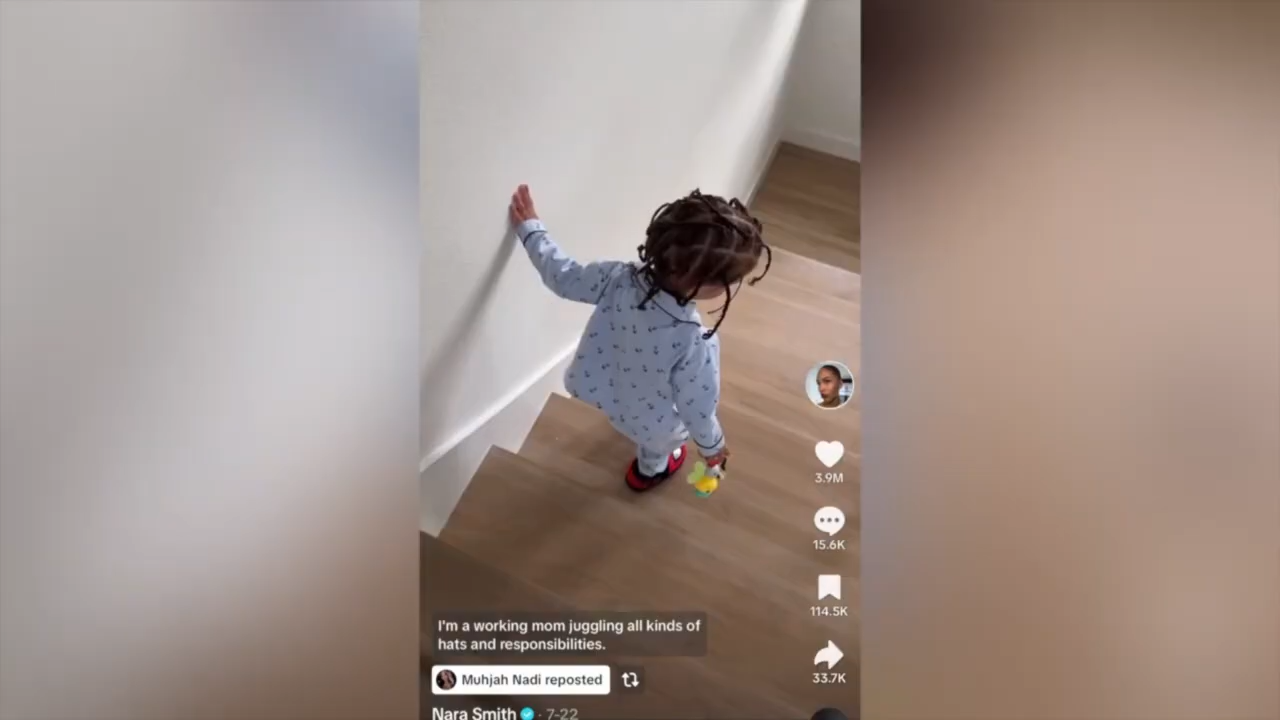 3.9M
15.6K
114.5K
33.7K
I'm a working mom juggling all kinds of
hats and responsibilities.
Muhjah Nadi reposted
Nara Smith · 7-22